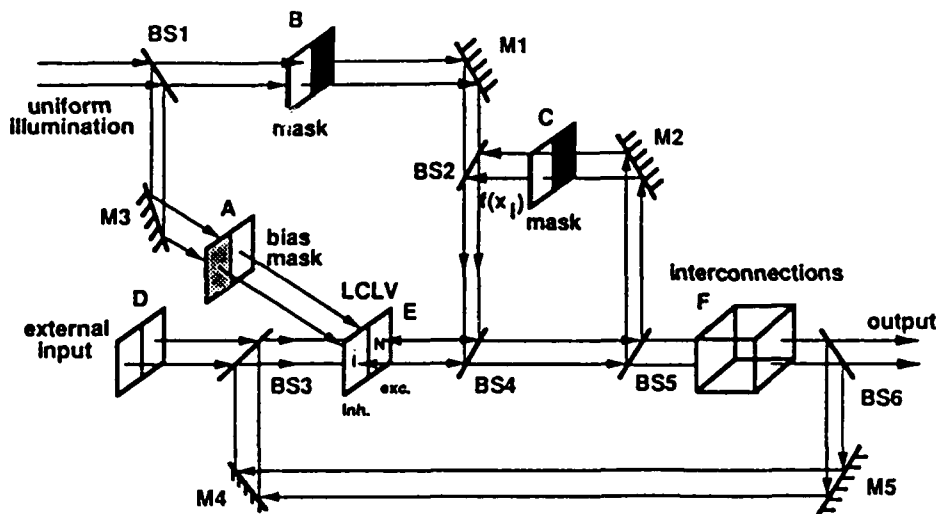 B
BS1
M1
uniform
illumination
mask
C
M2
BS2
f(x i)
mask
M3
A
bias
mask
interconnections
D
LCLV
E
F
external
input
N
output
i
BS3
exc.
BS4
BS5
BS6
Inh.
M4
M5